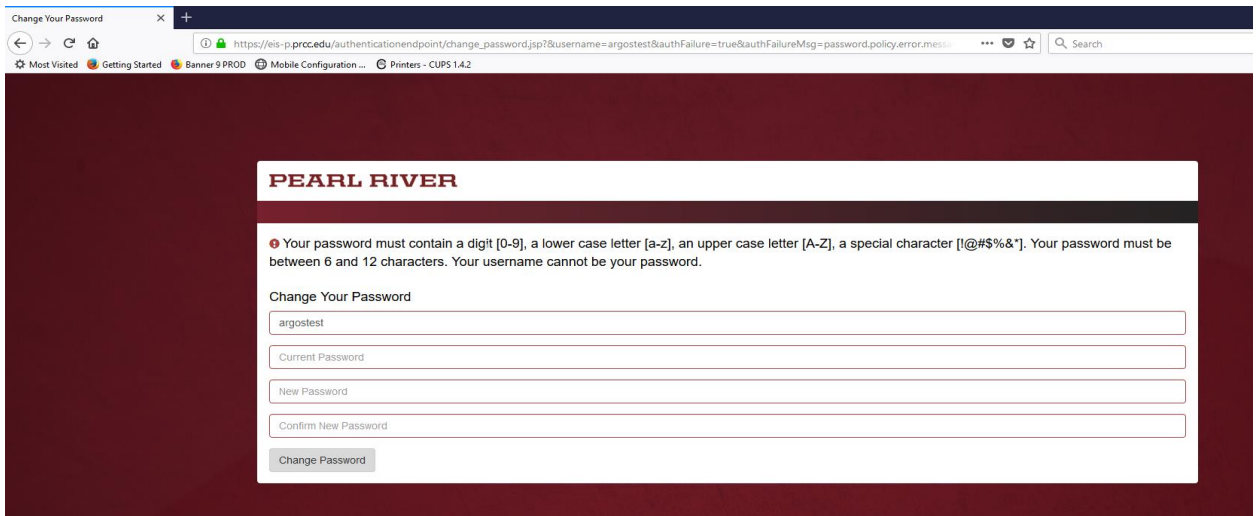 Change Your Password
https://eis-p.prcc.edu/authenticationendpoint/change_password.jsp?&username=argostest&authFailure=true&authFailureMsg=password.policy.error.messa
Search
Most Visited Getting Started Banner 9 PROD Mobile Configuration ... Printers - CUPS 1.4.2
PEARL RIVER
Your password must contain a digit [0-9], a lower case letter [a-z], an upper case letter [A-Z], a special character [!@#$%&*]. Your password must be
between 6 and 12 characters. Your username cannot be your password.
Change Your Password
argostest
Current Password
New Password
Confirm New Password
Change Password